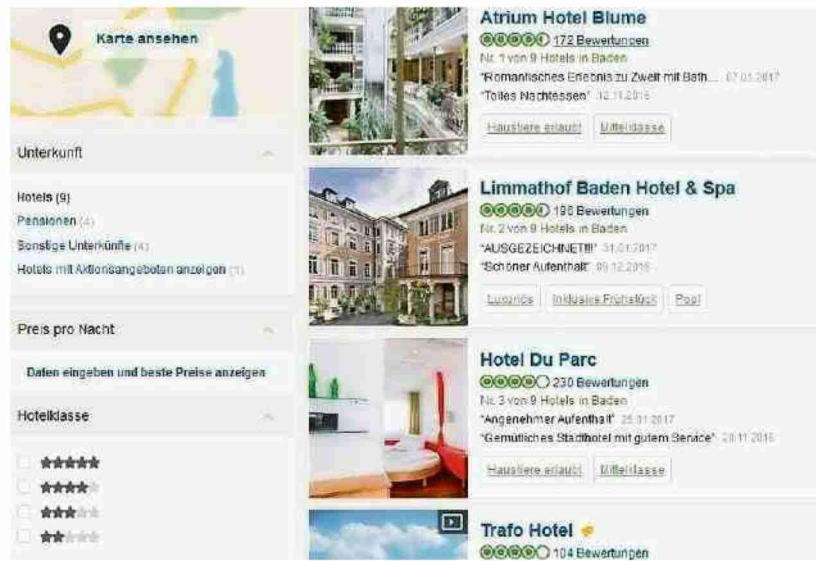 Karte ansehen
Unterkunft
Hotels (9)
Pensionen (4)
Sonstige Unterkünfte (4)
Hotels mit Aktionsangeboten anzeigen
Preis pro Nacht
Daten eingeben und beste Preise anzeigen
Hotelklasse
Atrium Hotel Blume
172 Bewertungen
Nr. 1 von 9 Hotels in Baden
"Romantisches Erlebnis zu Zweit mit Bath... 07.01.2017
"Tolles Nachtessen" 12.11.2016
Haustiere erlaubt Mittelklasse
Limmathof Baden Hotel & Spa
196 Bewertungen
Nr. 2 von 9 Hotels in Baden
"AUSGEZEICHNET!!!" 31.01.2017
"Schöner Aufenthalt" 09.12.2016
Luxuriös Inklusive Frühstück Pool
Hotel Du Parc
230 Bewertungen
Nr. 3 von 9 Hotels in Baden
"Angenehmer Aufenthalt" 25.01.2017
"Gemütliches Stadthotel mit gutem Service" 20.11.2016
Haustiere erlaubt Mittelklasse
Trafo Hotel
104 Bewertungen